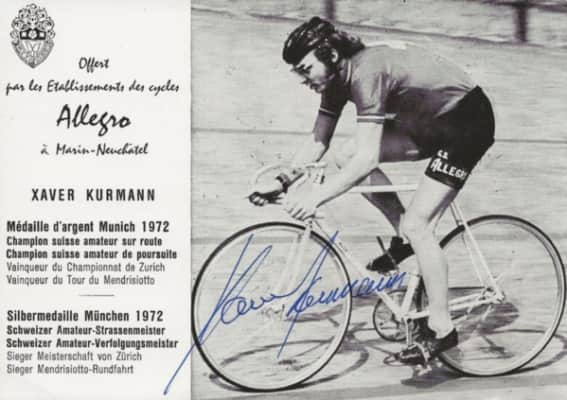 Offert
par les Etablissements des cycles
Allegro
à Marin-Neuchâtel
XAVER KURMANN
Médaille d'argent Munich 1972
Champion suisse amateur sur route
Champion suisse amateur de poursuite
Vainqueur du Championnat de Zurich
Vainqueur du Tour du Mendrisiotto
Silbermedaille München 1972
Schweizer Amateur-Strassenmeister
Schweizer Amateur-Verfolgungsmeister
Sieger Meisterschaft von Zürich
Sieger Mendrisiotto-Rundfahrt
G.S.
ALLEGRO
Xaver Kurmann